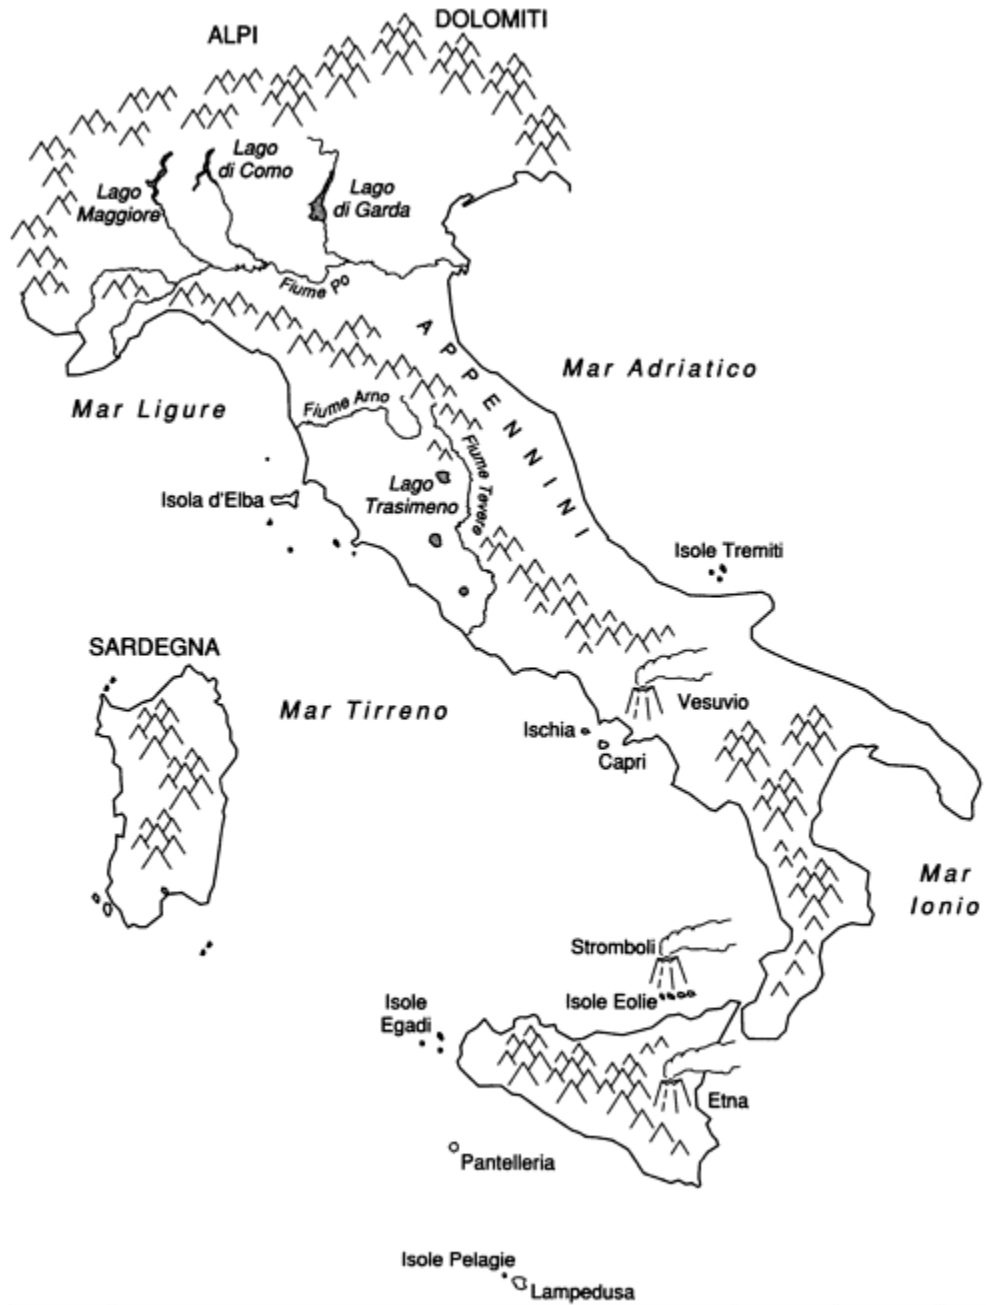 DOLOMITI
ALPI
Lago
di Como
Lago
Maggiore
Lago
di Garda
Fiume Po
APPENNINI
Mar Adriatico
Mar Ligure
Fiume Arno
Fiume Tevere
Lago
Trasimeno
Isola d'Elba
Isole Tremiti
SARDEGNA
Mar Tirreno
Vesuvio
Ischia
Capri
Mar
Ionio
Stromboli
Isole Eolie
Isole
Egadi
Etna
Pantelleria
Isole Pelagie
Lampedusa